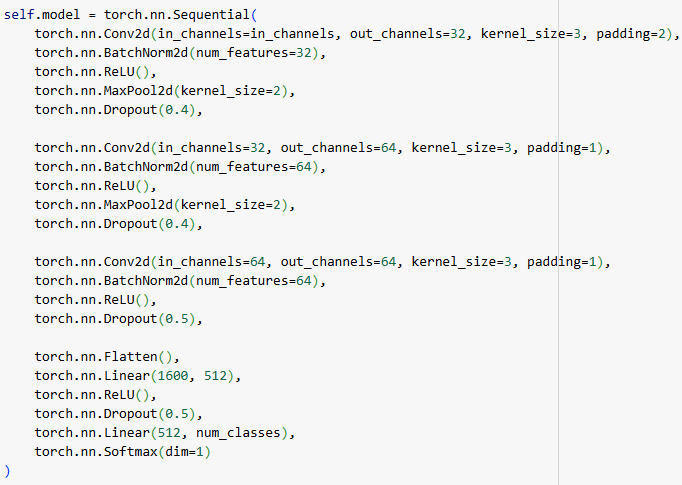 self.model = torch.nn.Sequential(
    torch.nn.Conv2d(in_channels=in_channels, out_channels=32, kernel_size=3, padding=2),
    torch.nn.BatchNorm2d(num_features=32),
    torch.nn.ReLU(),
    torch.nn.MaxPool2d(kernel_size=2),
    torch.nn.Dropout(0.4),

    torch.nn.Conv2d(in_channels=32, out_channels=64, kernel_size=3, padding=1),
    torch.nn.BatchNorm2d(num_features=64),
    torch.nn.ReLU(),
    torch.nn.MaxPool2d(kernel_size=2),
    torch.nn.Dropout(0.4),

    torch.nn.Conv2d(in_channels=64, out_channels=64, kernel_size=3, padding=1),
    torch.nn.BatchNorm2d(num_features=64),
    torch.nn.ReLU(),
    torch.nn.Dropout(0.5),

    torch.nn.Flatten(),
    torch.nn.Linear(1600, 512),
    torch.nn.ReLU(),
    torch.nn.Dropout(0.5),
    torch.nn.Linear(512, num_classes),
    torch.nn.Softmax(dim=1)
)